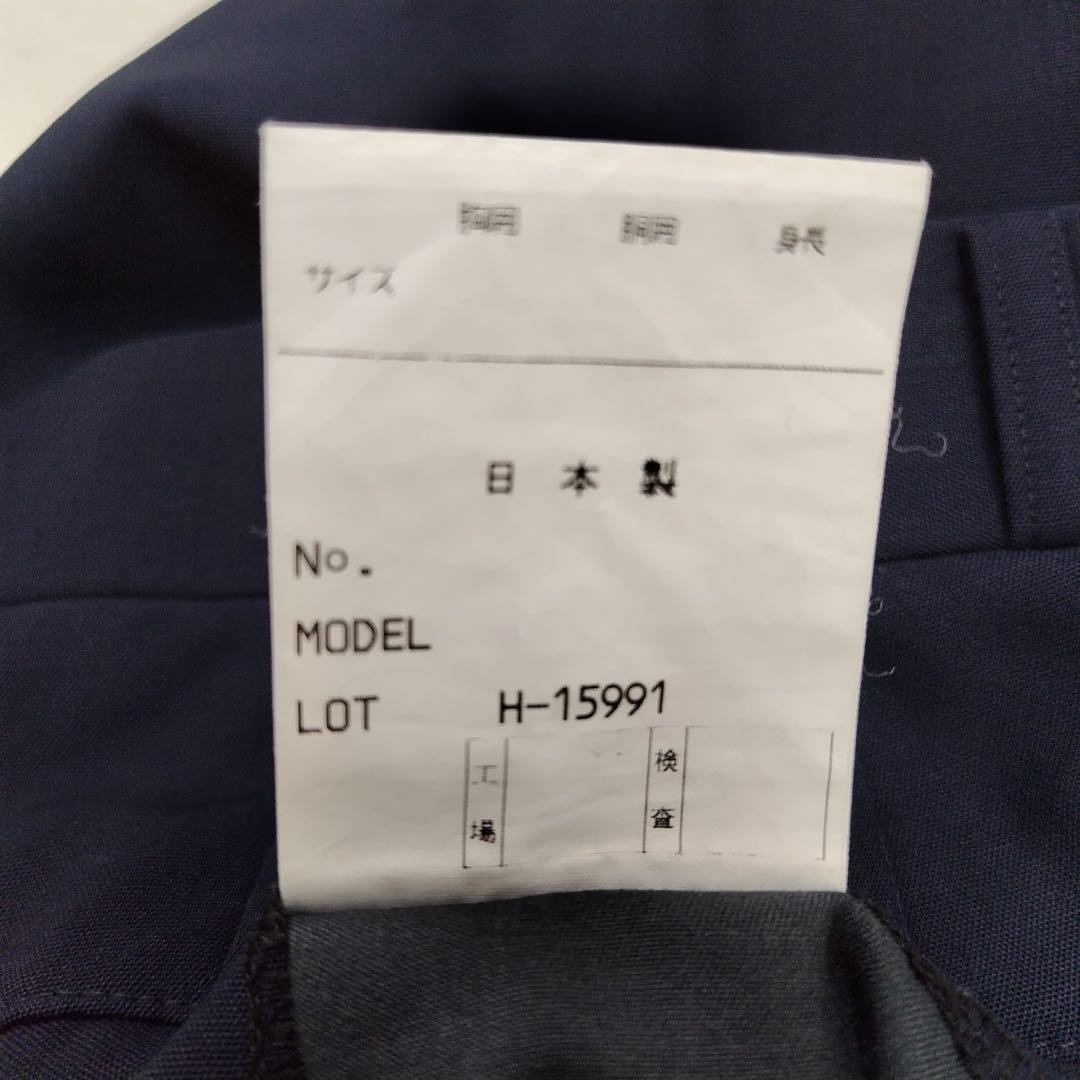 胸囲 胴囲 身長
サイズ
日本製
No.
MODEL
LOT H-15991
工場 検査